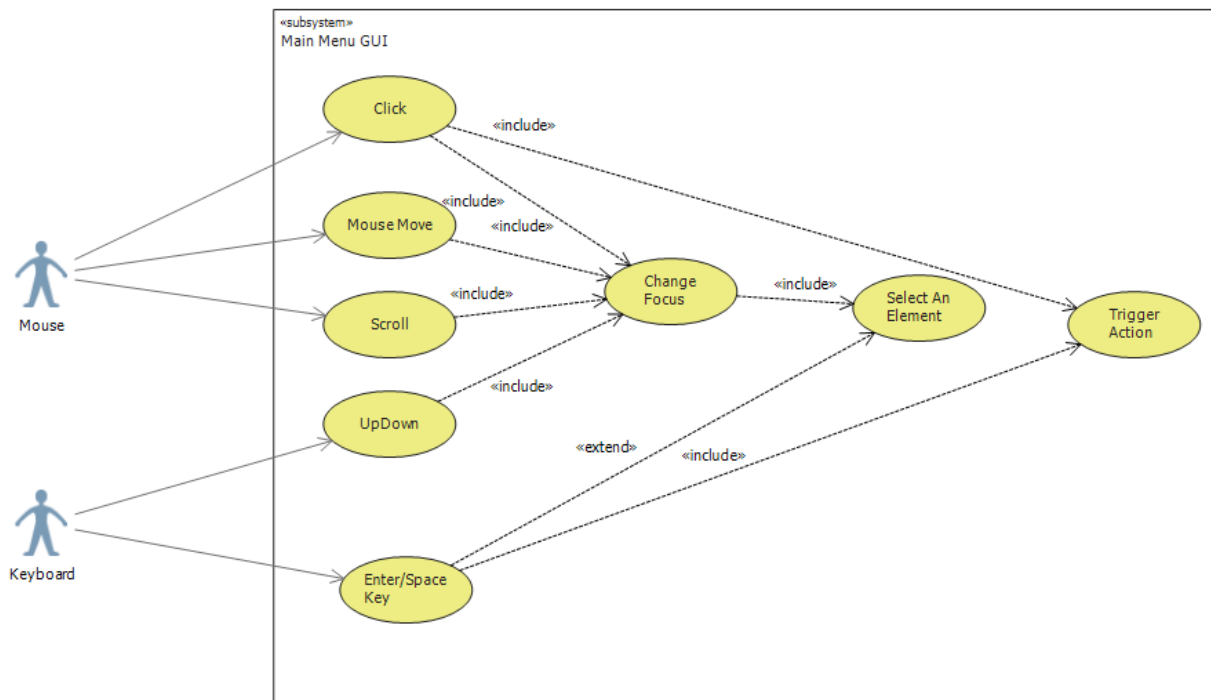 «subsystem»
Main Menu GUI
Click
«include»
Mouse Move
«include»
«include»
Mouse
Scroll
«include»
Change
Focus
«include»
Select An
Element
Trigger
Action
UpDown
«include»
«extend»
«include»
Keyboard
Enter/Space
Key